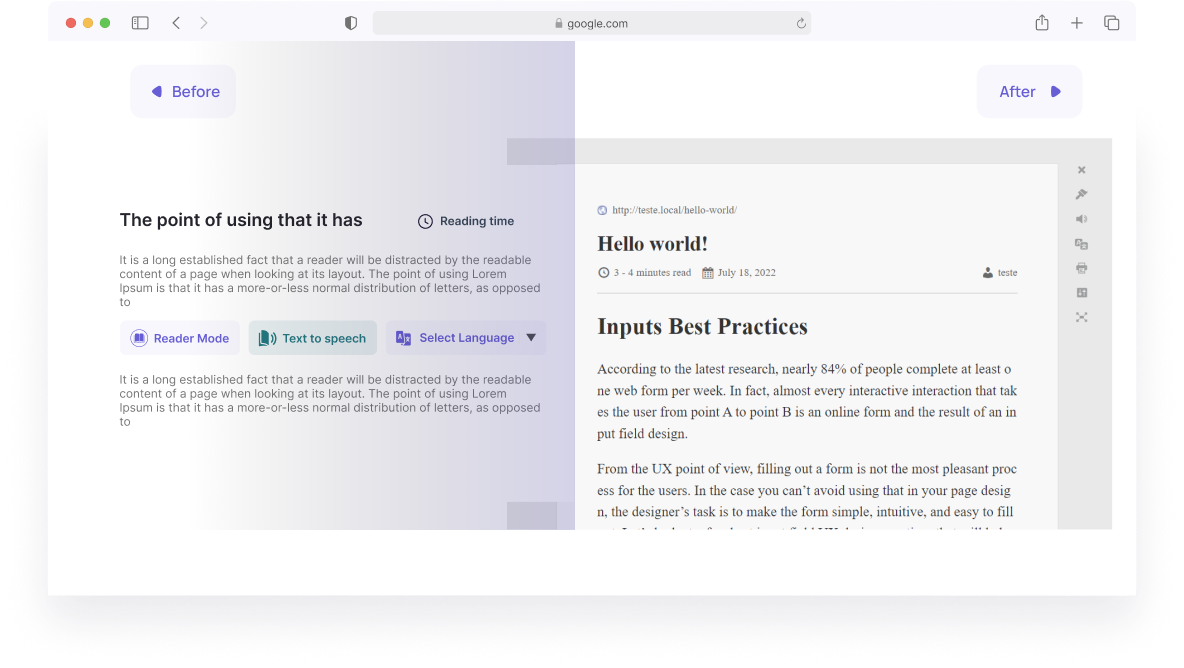 google.com
Before
After
The point of using that it has
Reading time
It is a long established fact that a reader will be distracted by the readable
content of a page when looking at its layout. The point of using Lorem
Ipsum is that it has a more-or-less normal distribution of letters, as opposed
to
Reader Mode
Text to speech
Select Language
It is a long established fact that a reader will be distracted by the readable
content of a page when looking at its layout. The point of using Lorem
Ipsum is that it has a more-or-less normal distribution of letters, as opposed
to
http://teste.local/hello-world/
Hello world!
3 - 4 minutes read
July 18, 2022
teste
Inputs Best Practices
According to the latest research, nearly 84% of people complete at least o
ne web form per week. In fact, almost every interactive interaction that tak
es the user from point A to point B is an online form and the result of an in
put field design.
From the UX point of view, filling out a form is not the most pleasant proc
ess for the users. In the case you can’t avoid using that in your page desig
n, the designer’s task is to make the form simple, intuitive, and easy to fill